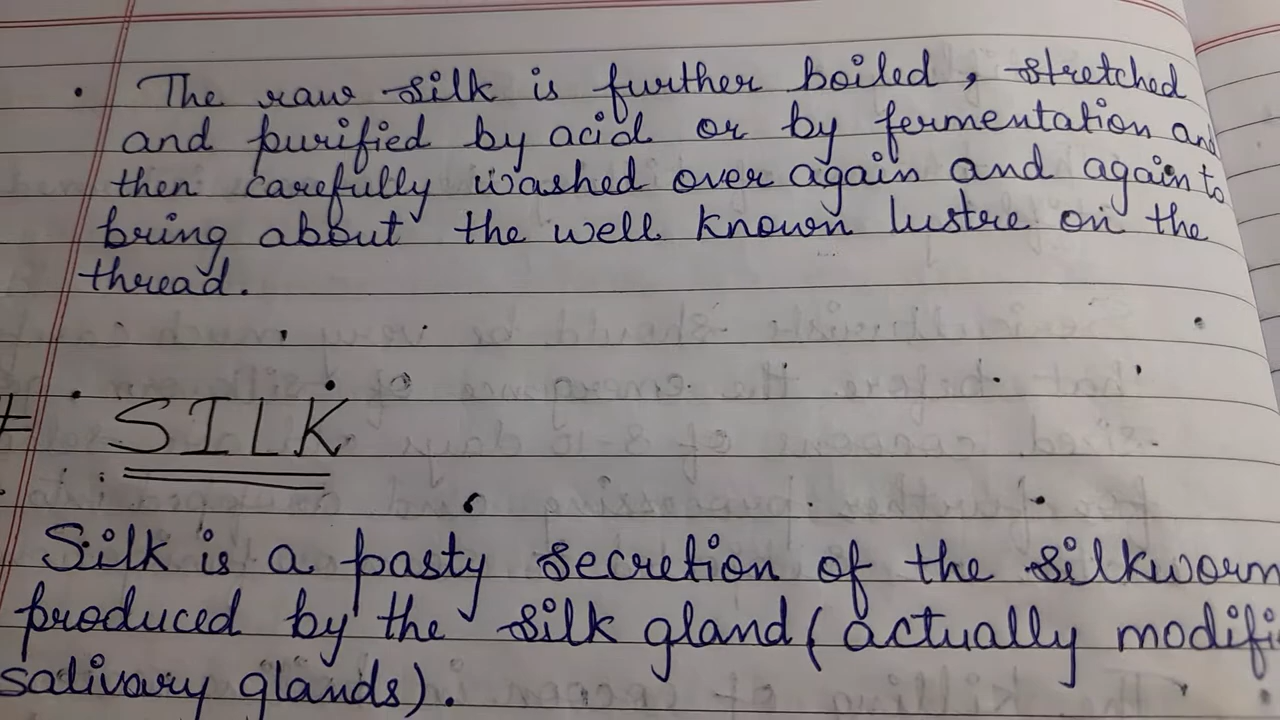 • The raw silk is further boiled, stretched
and purified by acid or by fermentation and
then carefully washed over again and again to
bring about the well known lustre on the
thread.
# SILK
Silk is a pasty secretion of the silkworm
produced by the silk gland (actually modifi
salivary glands).